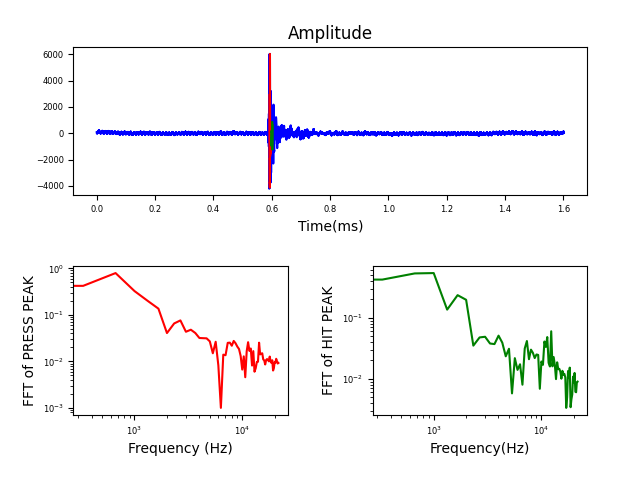 Amplitude
6000
4000
2000
0
−2000
−4000
0.0 0.2 0.4 0.6 0.8 1.0 1.2 1.4 1.6
Time(ms)
FFT of PRESS PEAK
10⁰
10⁻¹
10⁻²
10⁻³
10³ 10⁴
Frequency (Hz)
FFT of HIT PEAK
10⁻¹
10⁻²
10³ 10⁴
Frequency(Hz)